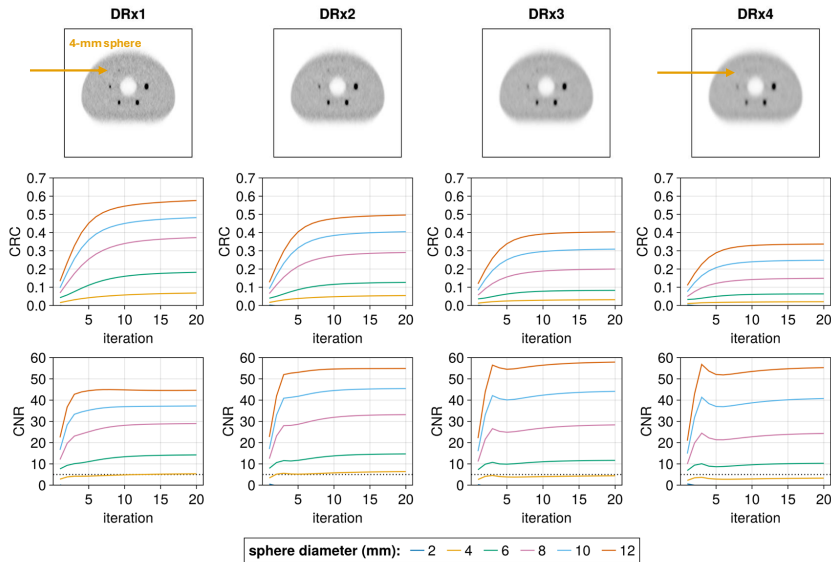 DRx1 DRx2 DRx3 DRx4
4-mm sphere
0.7 0.7 0.7 0.7
0.6 0.6 0.6 0.6
0.5 0.5 0.5 0.5
0.4 0.4 0.4 0.4
0.3 0.3 0.3 0.3
0.2 0.2 0.2 0.2
0.1 0.1 0.1 0.1
0.0 0.0 0.0 0.0
CRC CRC CRC CRC
5 10 15 20 5 10 15 20 5 10 15 20 5 10 15 20
iteration iteration iteration iteration
60 60 60 60
50 50 50 50
40 40 40 40
30 30 30 30
20 20 20 20
10 10 10 10
0 0 0 0
CNR CNR CNR CNR
5 10 15 20 5 10 15 20 5 10 15 20 5 10 15 20
iteration iteration iteration iteration
sphere diameter (mm): 2 4 6 8 10 12